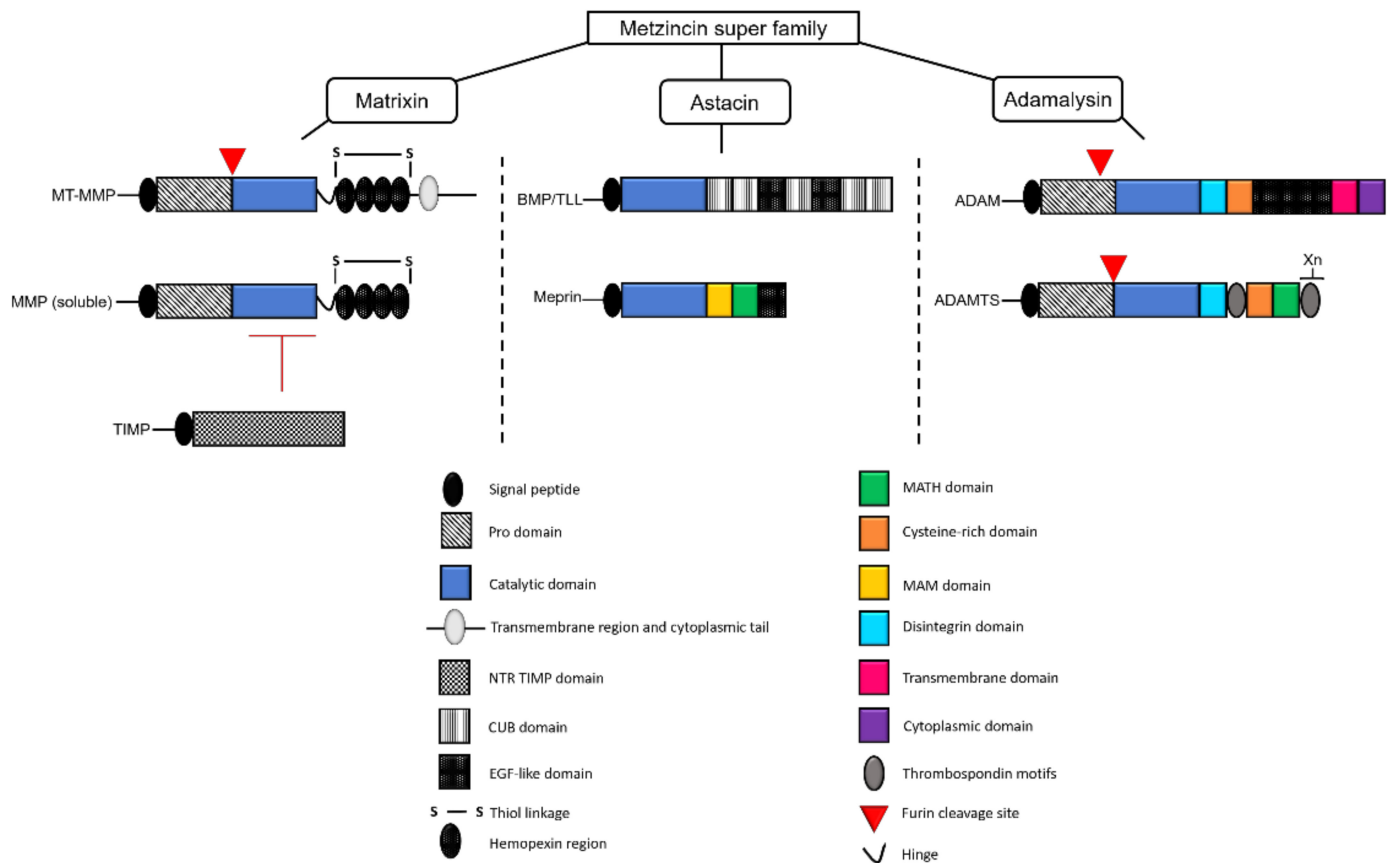 Metzincin super family
Matrixin
Astacin
Adamalysin
S S
MT-MMP
BMP/TLL
ADAM
S S
MMP (soluble)
Meprin
Xn
ADAMTS
TIMP
Signal peptide
Pro domain
Catalytic domain
Transmembrane region and cytoplasmic tail
NTR TIMP domain
CUB domain
EGF-like domain
S — S Thiol linkage
Hemopexin region
MATH domain
Cysteine-rich domain
MAM domain
Disintegrin domain
Transmembrane domain
Cytoplasmic domain
Thrombospondin motifs
Furin cleavage site
Hinge